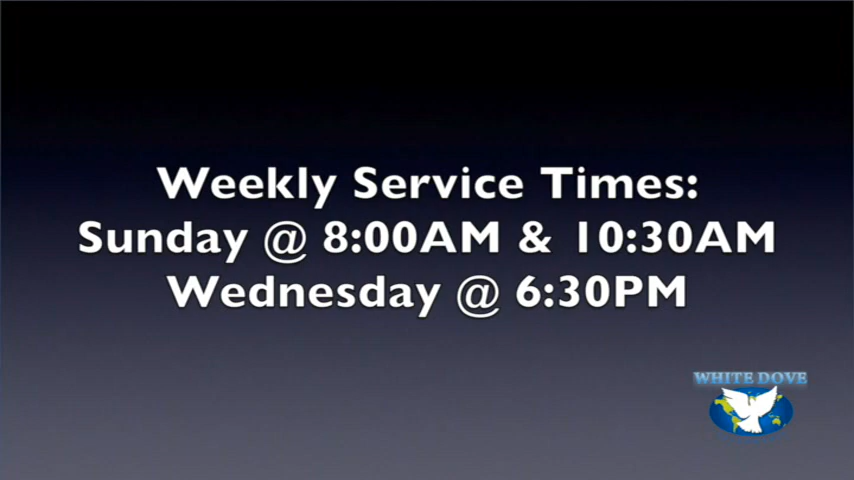 Weekly Service Times:
Sunday @ 8:00AM & 10:30AM
Wednesday @ 6:30PM
WHITE DOVE